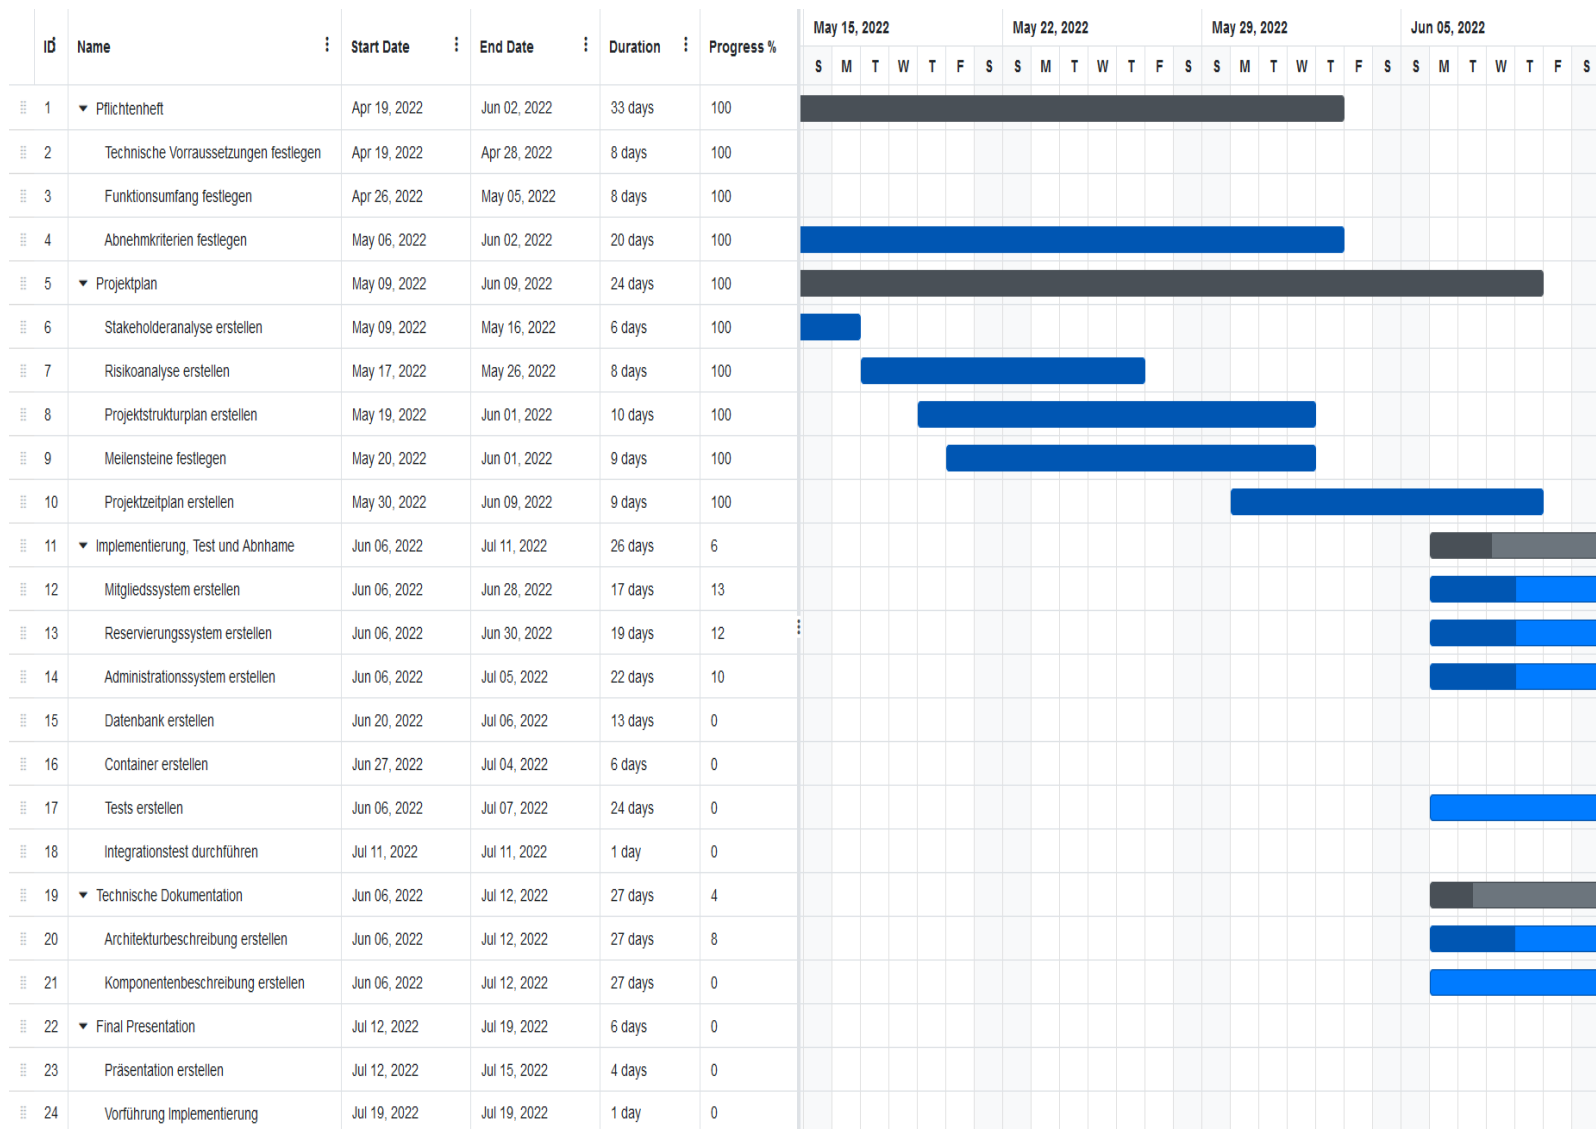 May 15, 2022 May 22, 2022 May 29, 2022 Jun 05, 2022
ID Name Start Date End Date Duration Progress %
S M T W T F S S M T W T F S S M T W T F S S M T W T F S
1 Pflichtenheft Apr 19, 2022 Jun 02, 2022 33 days 100
2 Technische Vorraussetzungen festlegen Apr 19, 2022 Apr 28, 2022 8 days 100
3 Funktionsumfang festlegen Apr 26, 2022 May 05, 2022 8 days 100
4 Abnehmkriterien festlegen May 06, 2022 Jun 02, 2022 20 days 100
5 Projektplan May 09, 2022 Jun 09, 2022 24 days 100
6 Stakeholderanalyse erstellen May 09, 2022 May 16, 2022 6 days 100
7 Risikoanalyse erstellen May 17, 2022 May 26, 2022 8 days 100
8 Projektstrukturplan erstellen May 19, 2022 Jun 01, 2022 10 days 100
9 Meilensteine festlegen May 20, 2022 Jun 01, 2022 9 days 100
10 Projektzeitplan erstellen May 30, 2022 Jun 09, 2022 9 days 100
11 Implementierung, Test und Abnhame Jun 06, 2022 Jul 11, 2022 26 days 6
12 Mitgliedssystem erstellen Jun 06, 2022 Jun 28, 2022 17 days 13
13 Reservierungssystem erstellen Jun 06, 2022 Jun 30, 2022 19 days 12
14 Administrationssystem erstellen Jun 06, 2022 Jul 05, 2022 22 days 10
15 Datenbank erstellen Jun 20, 2022 Jul 06, 2022 13 days 0
16 Container erstellen Jun 27, 2022 Jul 04, 2022 6 days 0
17 Tests erstellen Jun 06, 2022 Jul 07, 2022 24 days 0
18 Integrationstest durchführen Jul 11, 2022 Jul 11, 2022 1 day 0
19 Technische Dokumentation Jun 06, 2022 Jul 12, 2022 27 days 4
20 Architekturbeschreibung erstellen Jun 06, 2022 Jul 12, 2022 27 days 8
21 Komponentenbeschreibung erstellen Jun 06, 2022 Jul 12, 2022 27 days 0
22 Final Presentation Jul 12, 2022 Jul 19, 2022 6 days 0
23 Präsentation erstellen Jul 12, 2022 Jul 15, 2022 4 days 0
24 Vorführung Implementierung Jul 19, 2022 Jul 19, 2022 1 day 0